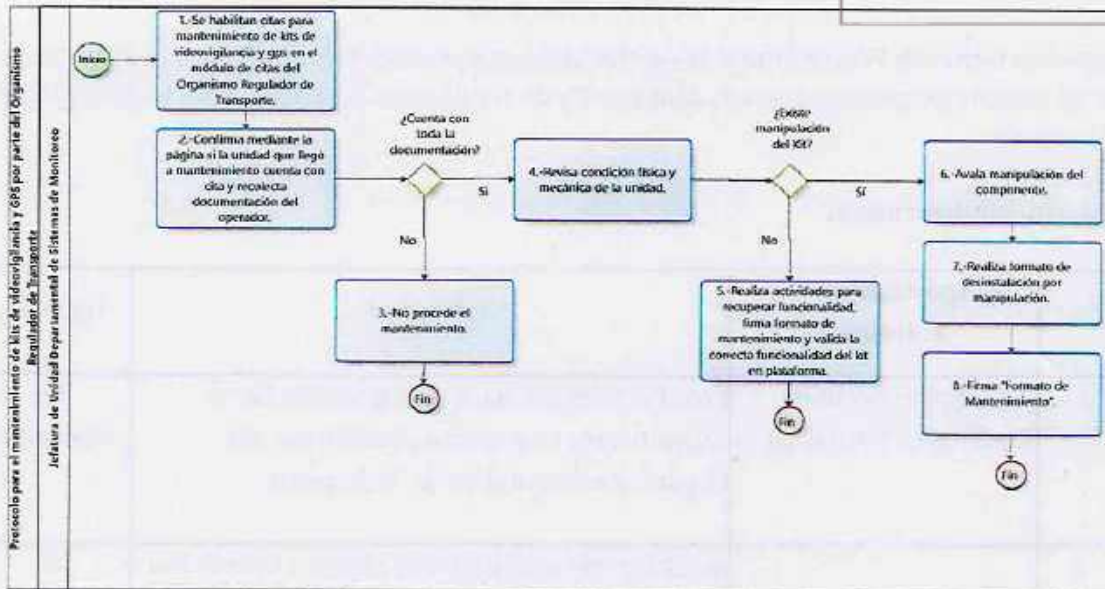 Protocolo para el mantenimiento de kits de videovigilancia y GPS por parte del Organismo
Regulador de Transporte
Jefatura de Unidad Departamental de Sistemas de Monitoreo
Inicio
1.-Se habilitan citas para
mantenimiento de kits de
videovigilancia y gps en el
módulo de citas del
Organismo Regulador de
Transporte.
2.-Confirma mediante la
página si la unidad que llegó
a mantenimiento cuenta con
cita y recolecta
documentación del
operador.
¿Cuenta con
toda la
documentación?
Si
No
3.-No procede el
mantenimiento.
Fin
4.-Revisa condición física y
mecánica de la unidad.
¿Existe
manipulación
del Kit?
Sí
No
5.-Realiza actividades para
recuperar funcionalidad,
firma formato de
mantenimiento y valida la
correcta funcionalidad del kit
en plataforma.
Fin
6.-Avala manipulación del
componente.
7.-Realiza formato de
desinstalación por
manipulación.
8.-Firma "Formato de
Mantenimiento".
Fin